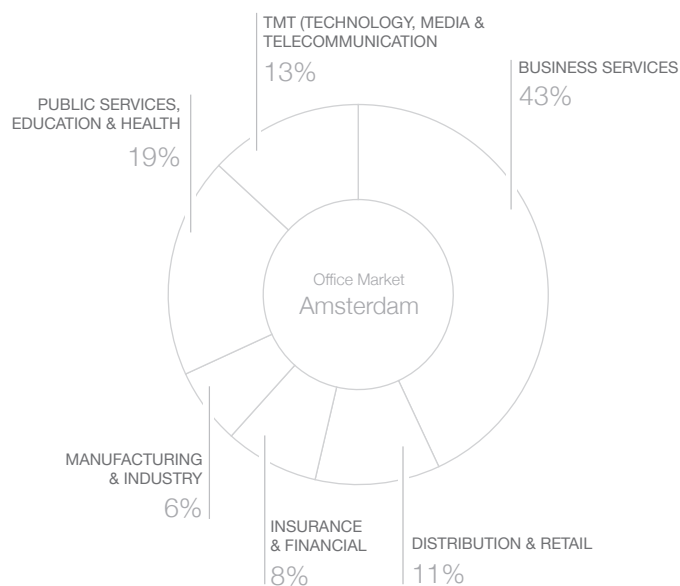 TMT (TECHNOLOGY, MEDIA &
TELECOMMUNICATION
13%
BUSINESS SERVICES
43%
PUBLIC SERVICES,
EDUCATION & HEALTH
19%
Office Market
Amsterdam
MANUFACTURING
& INDUSTRY
6%
INSURANCE
& FINANCIAL
8%
DISTRIBUTION & RETAIL
11%